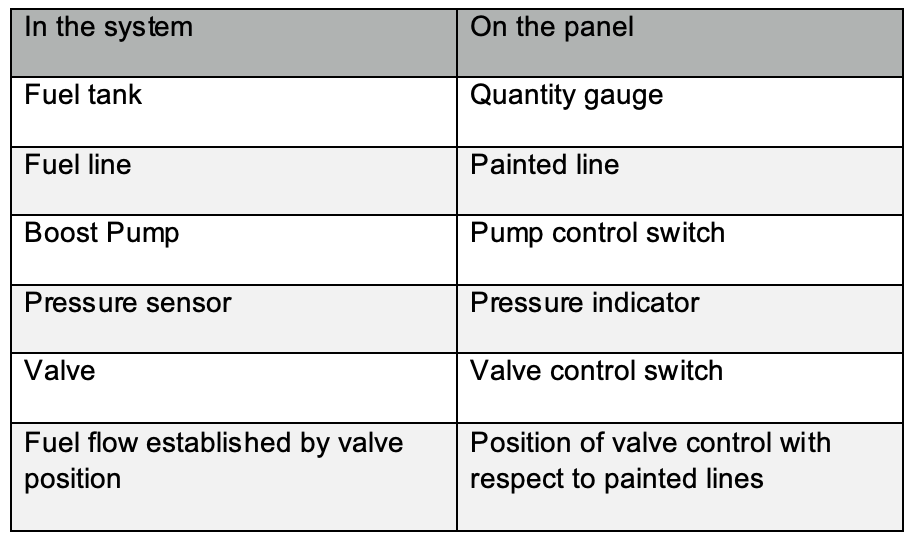 In the system
On the panel
Fuel tank
Quantity gauge
Fuel line
Painted line
Boost Pump
Pump control switch
Pressure sensor
Pressure indicator
Valve
Valve control switch
Fuel flow established by valve
position
Position of valve control with
respect to painted lines